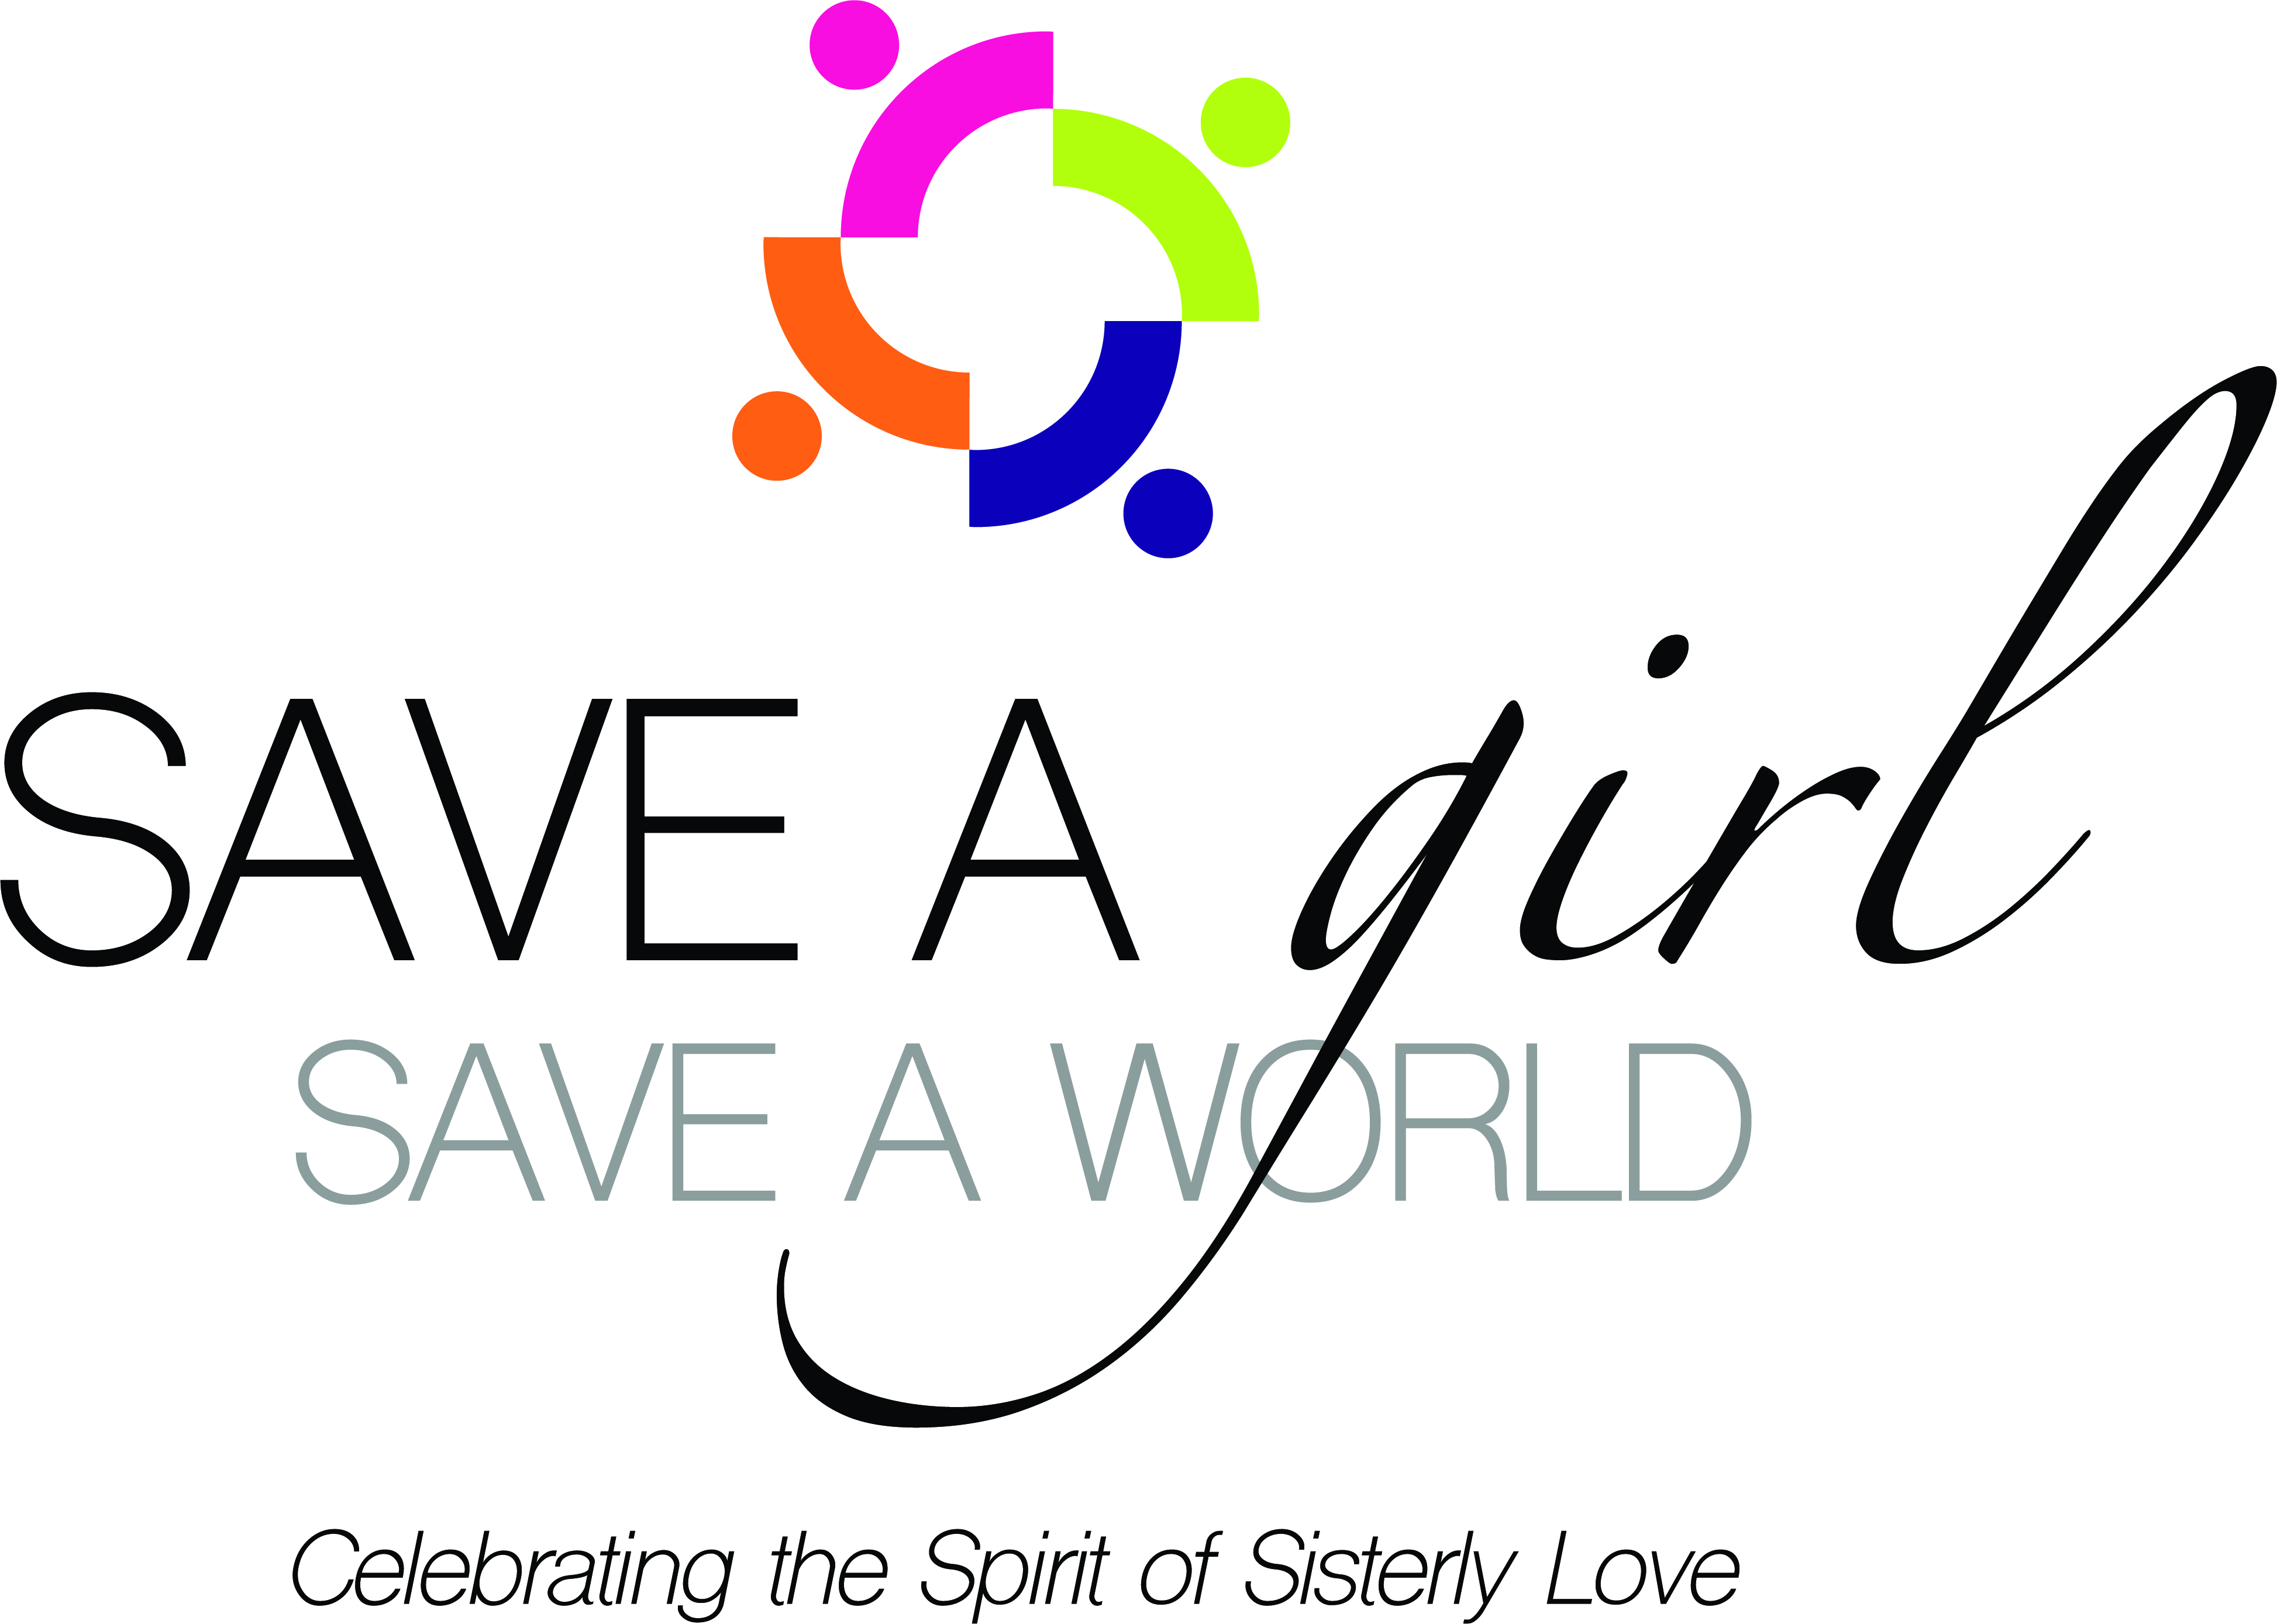 SAVE A girl
SAVE A WORLD
Celebrating the Spirit of Sisterly Love